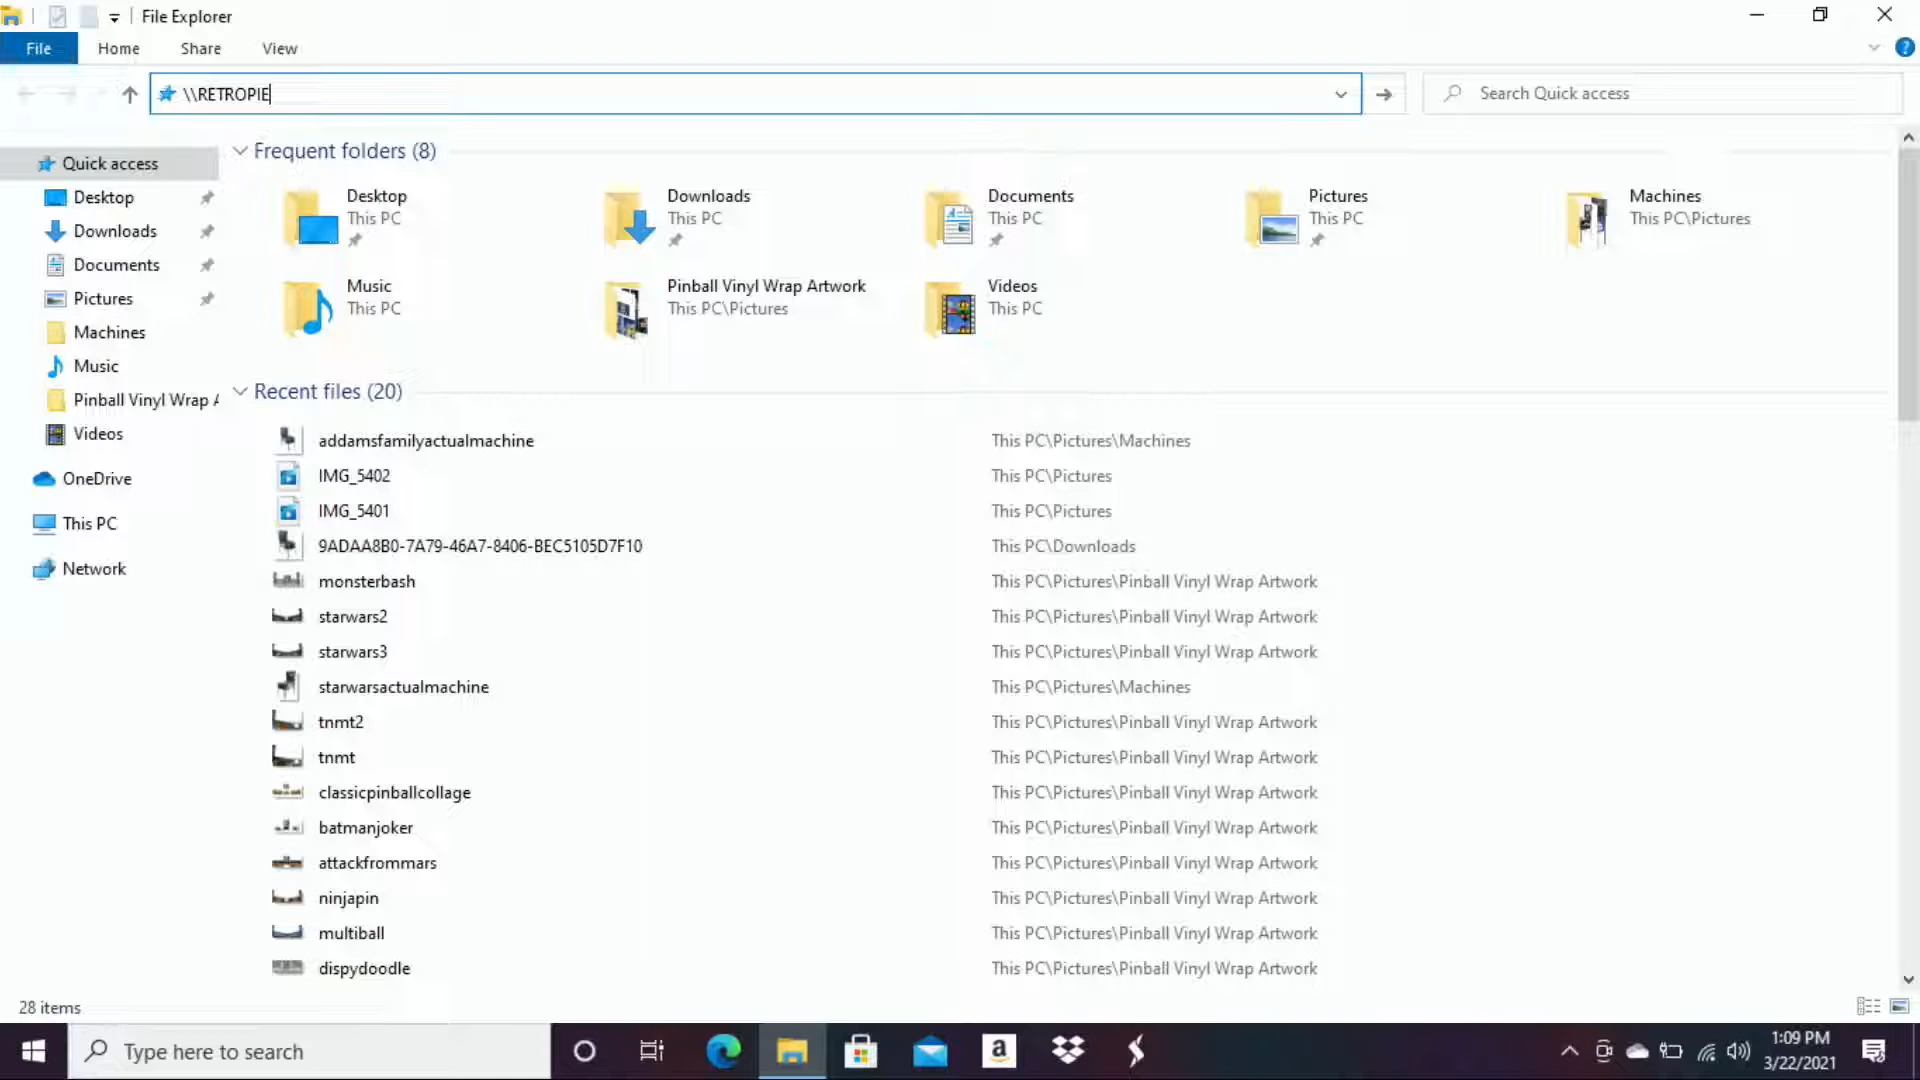 File Explorer
File Home Share View
\\RETROPIE
Search Quick access
Quick access
Desktop
Downloads
Documents
Pictures
Machines
Music
Pinball Vinyl Wrap
Videos
OneDrive
This PC
Network
Frequent folders (8)
Desktop
This PC
Downloads
This PC
Documents
This PC
Pictures
This PC
Machines
This PC\Pictures
Music
This PC
Pinball Vinyl Wrap Artwork
This PC\Pictures
Videos
This PC
Recent files (20)
addamsfamilyactualmachine This PC\Pictures\Machines
IMG_5402 This PC\Pictures
IMG_5401 This PC\Pictures
9ADAA8B0-7A79-46A7-8406-BEC5105D7F10 This PC\Downloads
monsterbash This PC\Pictures\Pinball Vinyl Wrap Artwork
starwars2 This PC\Pictures\Pinball Vinyl Wrap Artwork
starwars3 This PC\Pictures\Pinball Vinyl Wrap Artwork
starwarsactualmachine This PC\Pictures\Machines
tnmt2 This PC\Pictures\Pinball Vinyl Wrap Artwork
tnmt This PC\Pictures\Pinball Vinyl Wrap Artwork
classicpinballcollage This PC\Pictures\Pinball Vinyl Wrap Artwork
batmanjoker This PC\Pictures\Pinball Vinyl Wrap Artwork
attackfrommars This PC\Pictures\Pinball Vinyl Wrap Artwork
ninjapin This PC\Pictures\Pinball Vinyl Wrap Artwork
multiball This PC\Pictures\Pinball Vinyl Wrap Artwork
dispydoodle This PC\Pictures\Pinball Vinyl Wrap Artwork
28 items
Type here to search
a
1:09 PM
3/22/2021